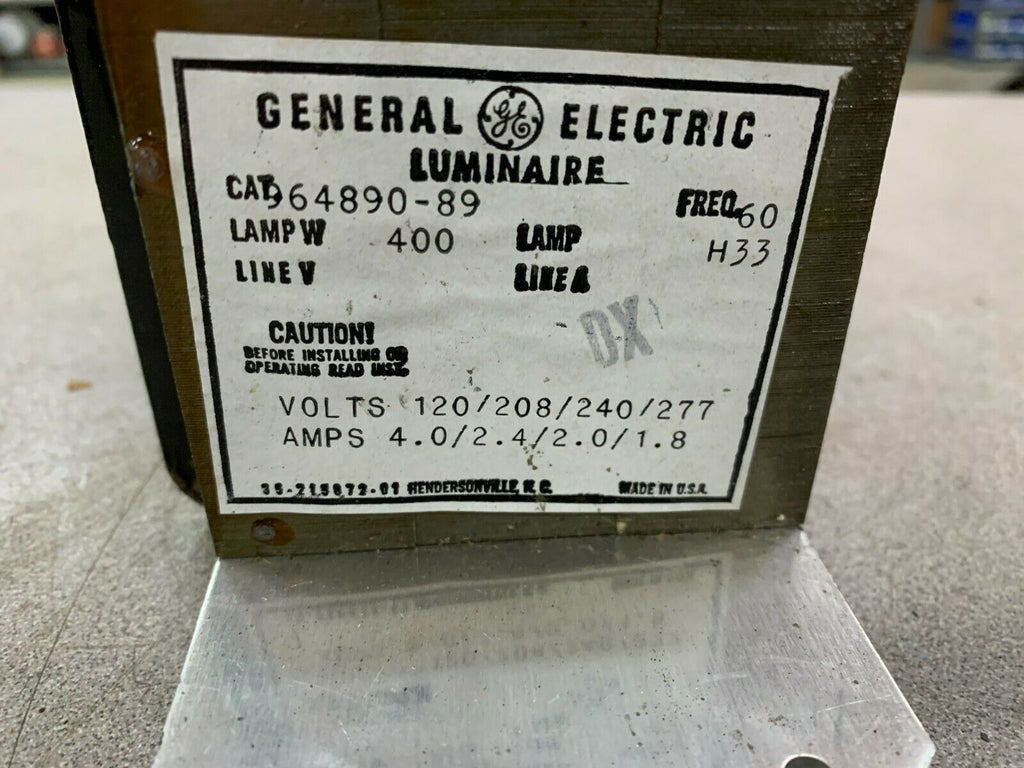 GENERAL GE ELECTRIC
LUMINAIRE
CAT. 964890-89 FREQ. 60
LAMP W 400 LAMP H33
LINE V LINE A
DX
CAUTION!
BEFORE INSTALLING OR
OPERATING READ INST.
VOLTS 120/208/240/277
AMPS 4.0/2.4/2.0/1.8
35-215872-01 HENDERSONVILLE, N.C. MADE IN U.S.A.